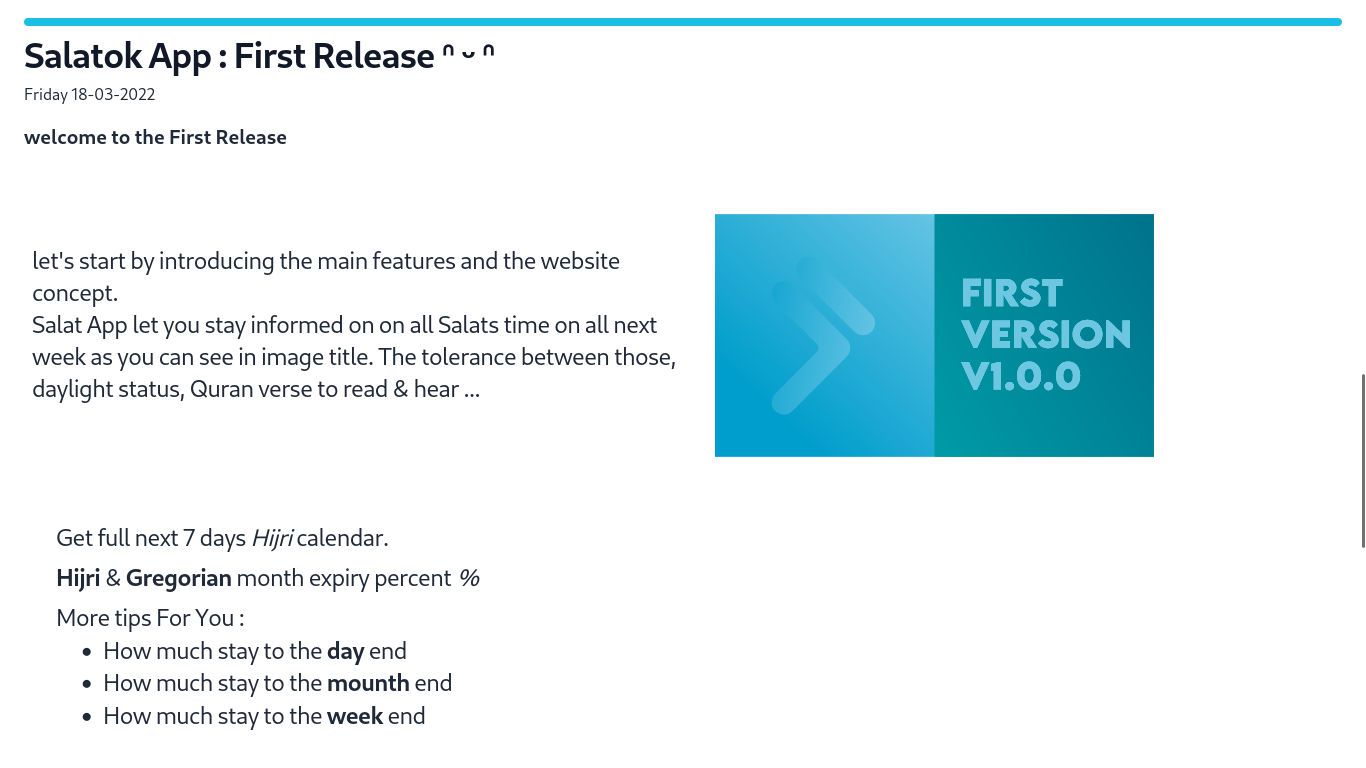 Salatok App : First Release ᐢ ᵕ ᐢ
Friday 18-03-2022
welcome to the First Release
let's start by introducing the main features and the website
concept.
Salat App let you stay informed on on all Salats time on all next
week as you can see in image title. The tolerance between those,
daylight status, Quran verse to read & hear ...
FIRST
VERSION
V1.0.0
Get full next 7 days Hijri calendar.
Hijri & Gregorian month expiry percent %
More tips For You :
• How much stay to the day end
• How much stay to the mounth end
• How much stay to the week end